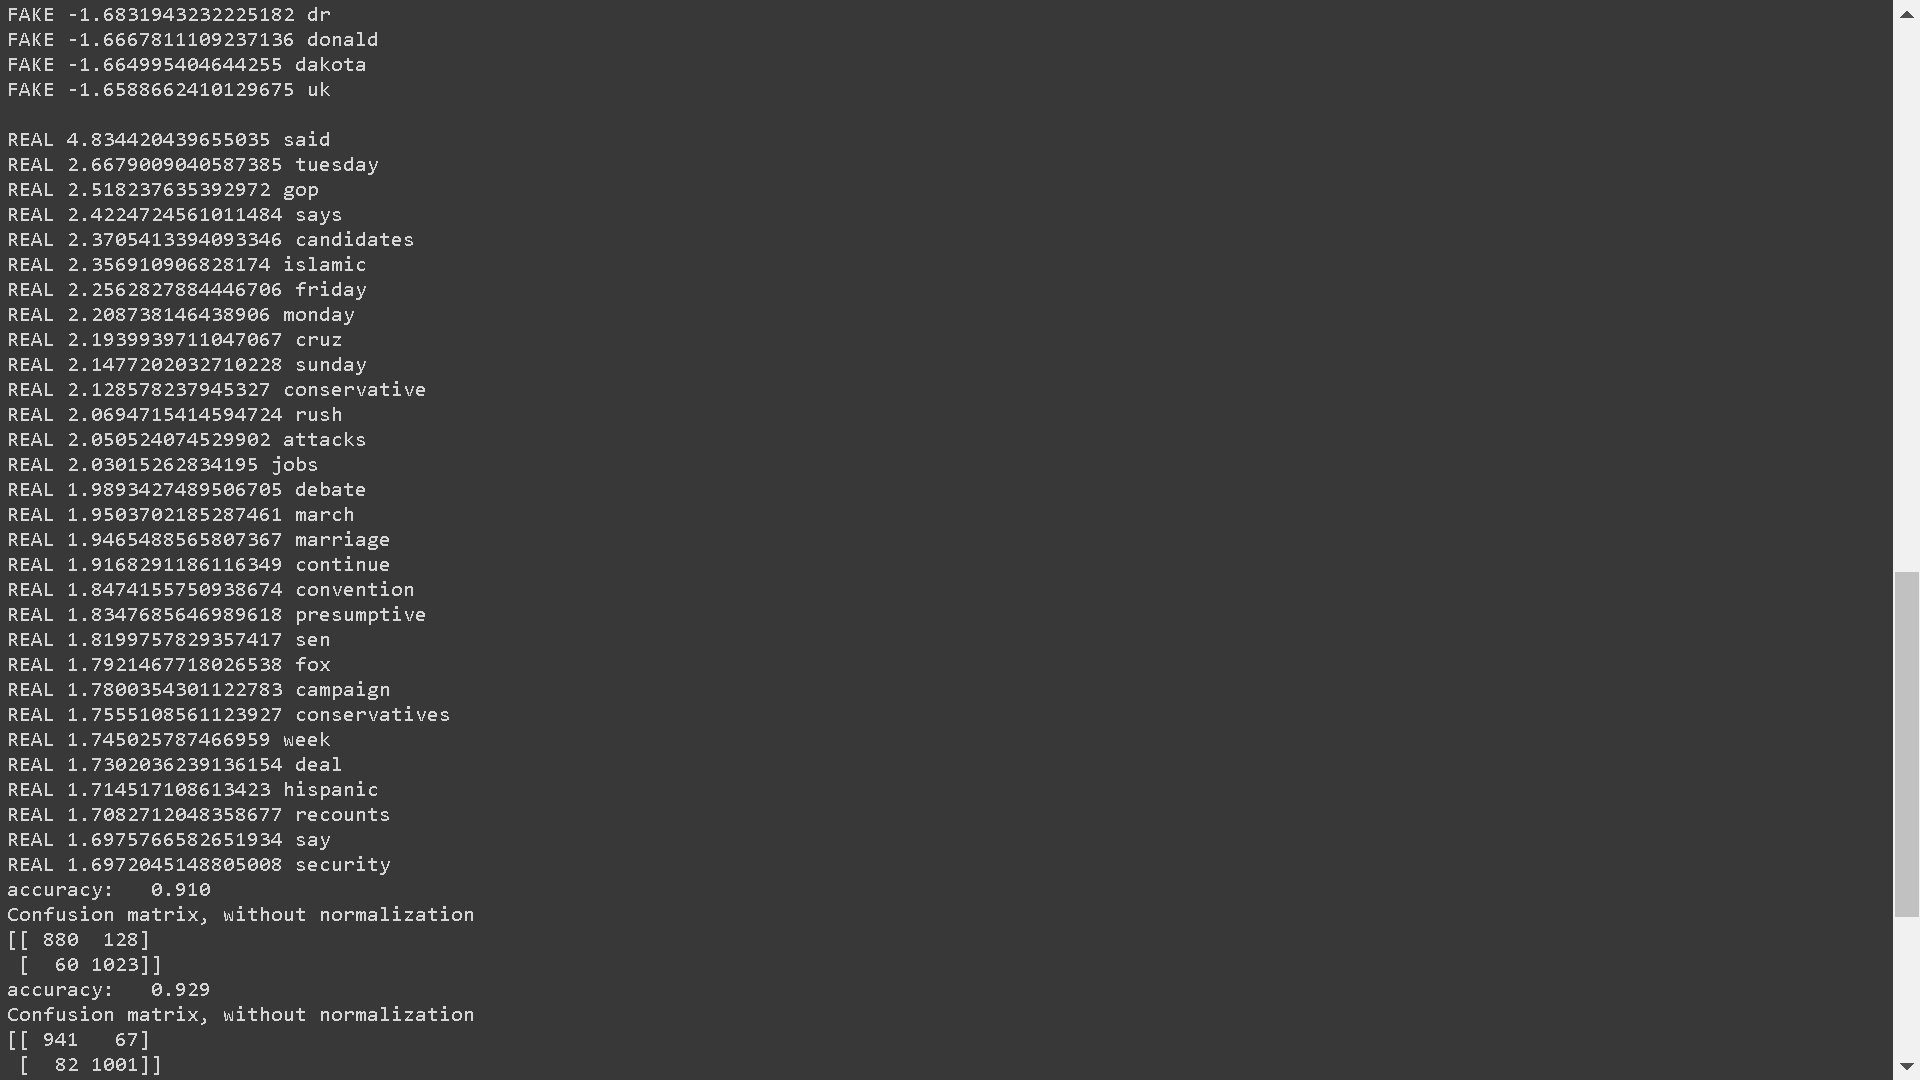 FAKE -1.6831943232225182 dr
FAKE -1.6667811109237136 donald
FAKE -1.664995404644255 dakota
FAKE -1.6588662410129675 uk
REAL 4.834420439655035 said
REAL 2.6679009040587385 tuesday
REAL 2.518237635392972 gop
REAL 2.4224724561011484 says
REAL 2.3705413394093346 candidates
REAL 2.356910906828174 islamic
REAL 2.2562827884446706 friday
REAL 2.208738146438906 monday
REAL 2.1939939711047067 cruz
REAL 2.1477202032710228 sunday
REAL 2.128578237945327 conservative
REAL 2.0694715414594724 rush
REAL 2.050524074529902 attacks
REAL 2.03015262834195 jobs
REAL 1.9893427489506705 debate
REAL 1.9503702185287461 march
REAL 1.9465488565807367 marriage
REAL 1.9168291186116349 continue
REAL 1.8474155750938674 convention
REAL 1.8347685646989618 presumptive
REAL 1.8199757829357417 sen
REAL 1.7921467718026538 fox
REAL 1.7800354301122783 campaign
REAL 1.7555108561123927 conservatives
REAL 1.745025787466959 week
REAL 1.7302036239136154 deal
REAL 1.714517108613423 hispanic
REAL 1.7082712048358677 recounts
REAL 1.6975766582651934 say
REAL 1.6972045148805008 security
accuracy:   0.910
Confusion matrix, without normalization
[[ 880  128]
 [  60 1023]]
accuracy:   0.929
Confusion matrix, without normalization
[[ 941   67]
 [  82 1001]]